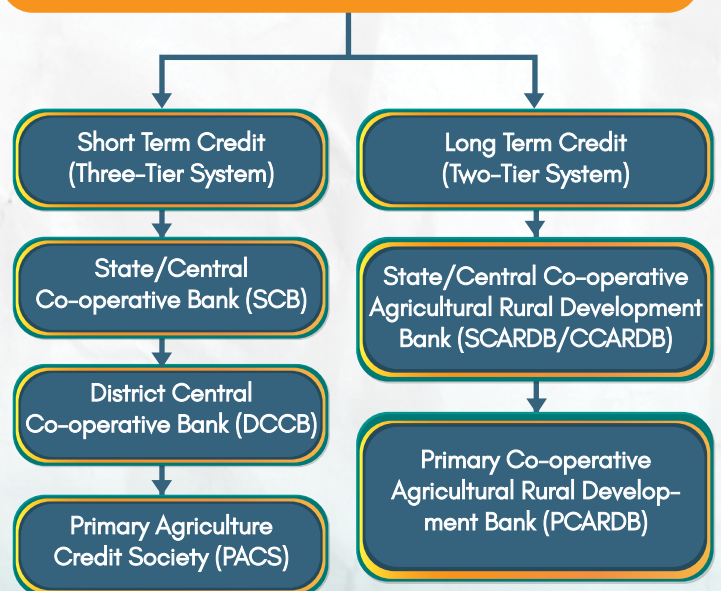 Short Term Credit
(Three-Tier System)
State/Central
Co-operative Bank (SCB)
District Central
Co-operative Bank (DCCB)
Primary Agriculture
Credit Society (PACS)
Long Term Credit
(Two-Tier System)
State/Central Co-operative
Agricultural Rural Development
Bank (SCARDB/CCARDB)
Primary Co-operative
Agricultural Rural Develop-
ment Bank (PCARDB)